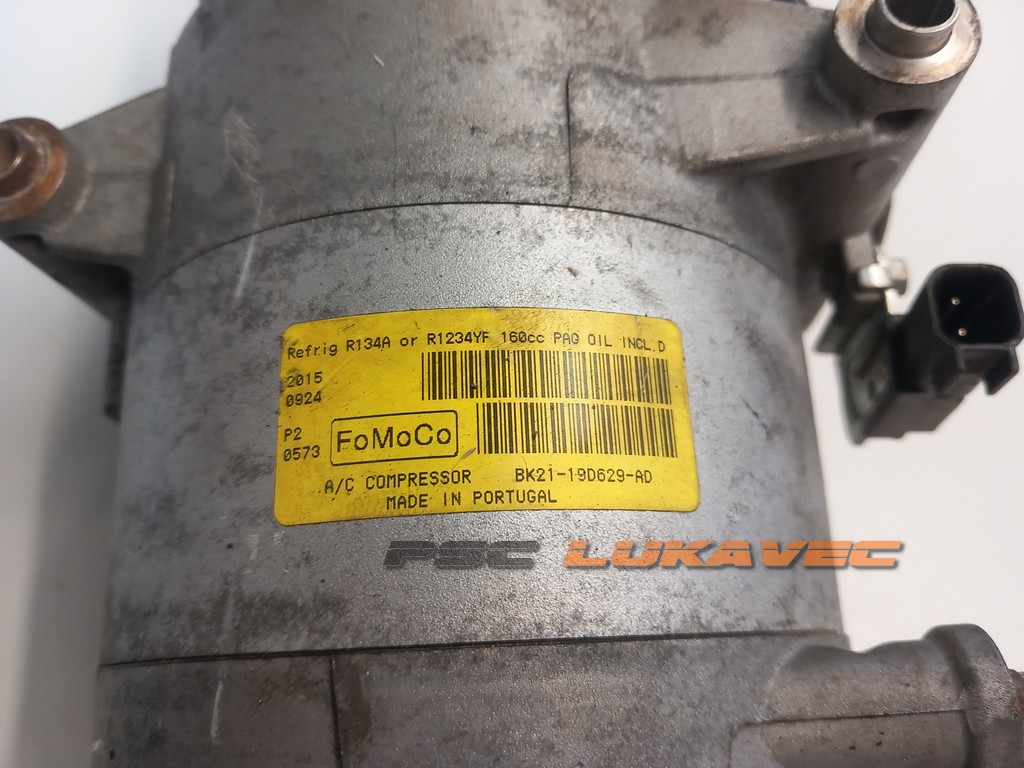 Refrig R134A or R1234YF 160cc PAG OIL INCL.D
2015
0924
P2
0573
FoMoCo
A/C COMPRESSOR BK21-19D629-AD
MADE IN PORTUGAL
PSC LUKAVEC